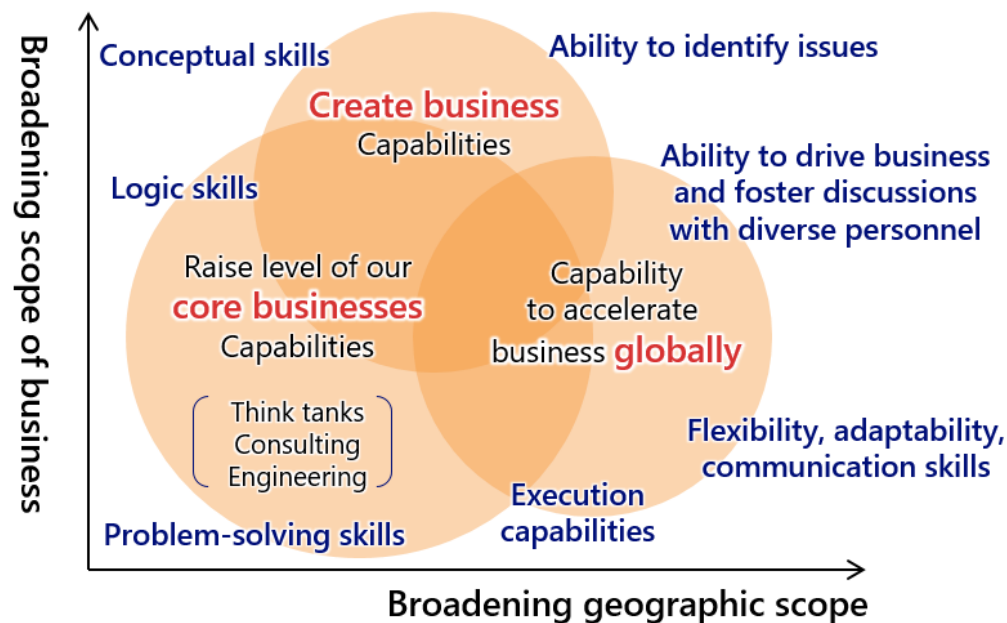 Broadening scope of business
Conceptual skills
Ability to identify issues
Create business
Capabilities
Logic skills
Ability to drive business
and foster discussions
with diverse personnel
Raise level of our
core businesses
Capabilities
Capability
to accelerate
business globally
Think tanks
Consulting
Engineering
Flexibility, adaptability,
communication skills
Problem-solving skills
Execution
capabilities
Broadening geographic scope